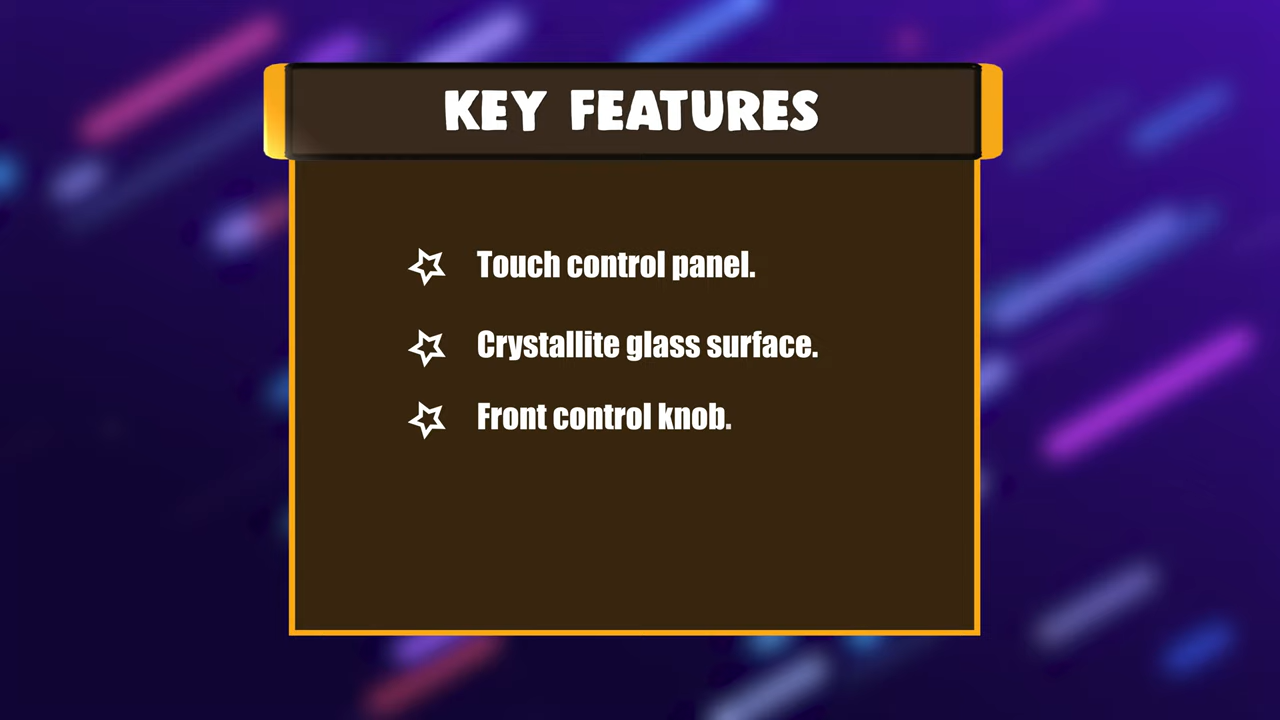 KEY FEATURES
Touch control panel.
Crystallite glass surface.
Front control knob.